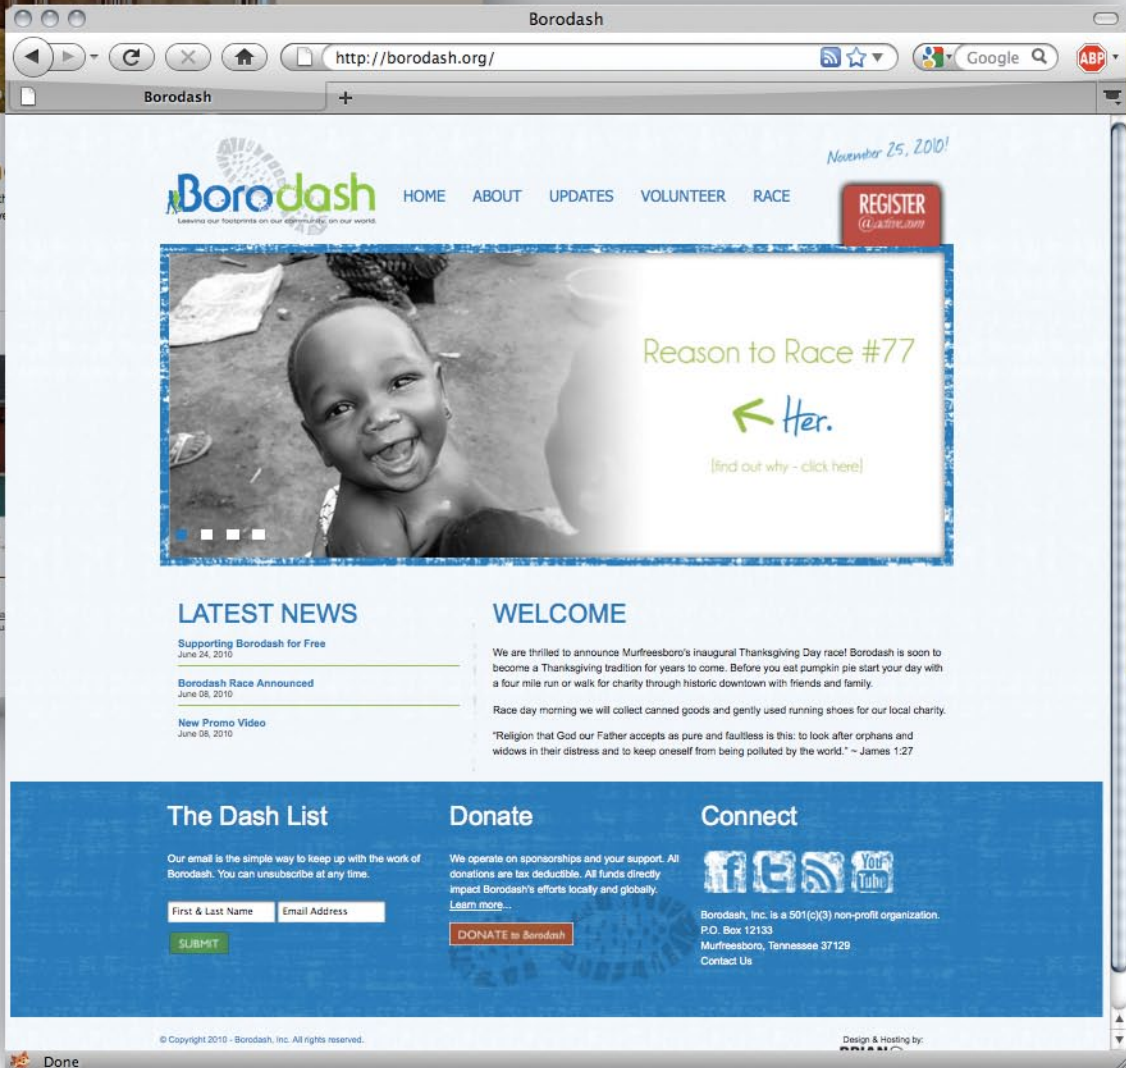 Borodash
http://borodash.org/
Google
ABP
Borodash
November 25, 2010!
Borodash
Leaving our footprints on our community, on our world.
HOME ABOUT UPDATES VOLUNTEER RACE
REGISTER
@active.com
Reason to Race #77
Her.
[find out why - click here]
LATEST NEWS
Supporting Borodash for Free
June 24, 2010
Borodash Race Announced
June 08, 2010
New Promo Video
June 08, 2010
WELCOME
We are thrilled to announce Murfreesboro's inaugural Thanksgiving Day race! Borodash is soon to
become a Thanksgiving tradition for years to come. Before you eat pumpkin pie start your day with
a four mile run or walk for charity through historic downtown with friends and family.
Race day morning we will collect canned goods and gently used running shoes for our local charity.
"Religion that God our Father accepts as pure and faultless is this: to look after orphans and
widows in their distress and to keep oneself from being polluted by the world." ~ James 1:27
The Dash List
Our email is the simple way to keep up with the work of
Borodash. You can unsubscribe at any time.
First & Last Name Email Address
SUBMIT
Donate
We operate on sponsorships and your support. All
donations are tax deductible. All funds directly
impact Borodash's efforts locally and globally.
Learn more...
DONATE to Borodash
Connect
f t You
Tube
Borodash, Inc. is a 501(c)(3) non-profit organization.
P.O. Box 12133
Murfreesboro, Tennessee 37129
Contact Us
© Copyright 2010 - Borodash, Inc. All rights reserved.
Design & Hosting by:
Done